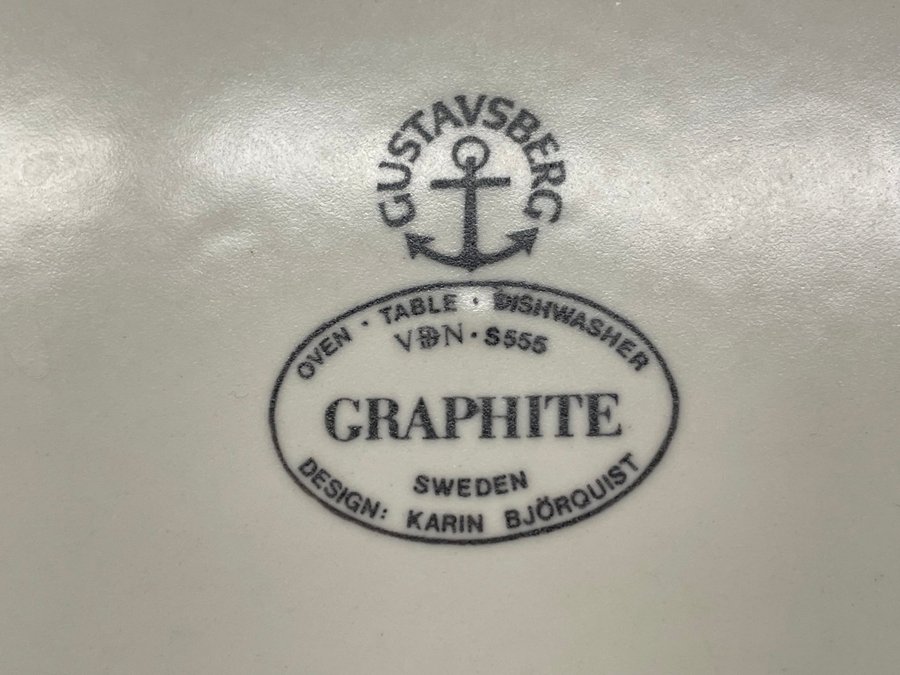 GUSTAVSBERG
OVEN · TABLE · DISHWASHER
VDN · S555
GRAPHITE
SWEDEN
DESIGN: KARIN BJÖRQUIST